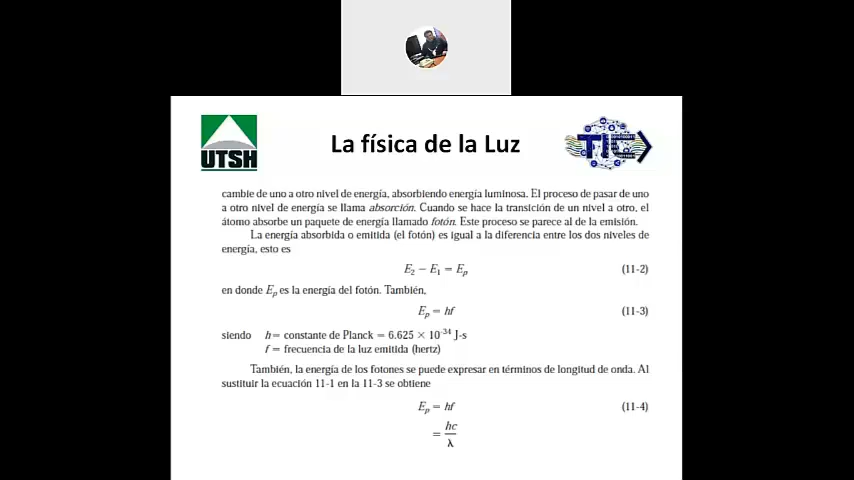 UTSH
La física de la Luz
TIC
cambie de uno a otro nivel de energía, absorbiendo energía luminosa. El proceso de pasar de uno
a otro nivel de energía se llama absorción. Cuando se hace la transición de un nivel a otro, el
átomo absorbe un paquete de energía llamado fotón. Este proceso se parece al de la emisión.
La energía absorbida o emitida (el fotón) es igual a la diferencia entre los dos niveles de
energía, esto es
E₂ − E₁ = Eₚ (11-2)
en donde Eₚ es la energía del fotón. También,
Eₚ = hf (11-3)
siendo h = constante de Planck = 6.625 × 10⁻³⁴ J-s
f = frecuencia de la luz emitida (hertz)
También, la energía de los fotones se puede expresar en términos de longitud de onda. Al
sustituir la ecuación 11-1 en la 11-3 se obtiene
Eₚ = hf (11-4)
= hc
λ